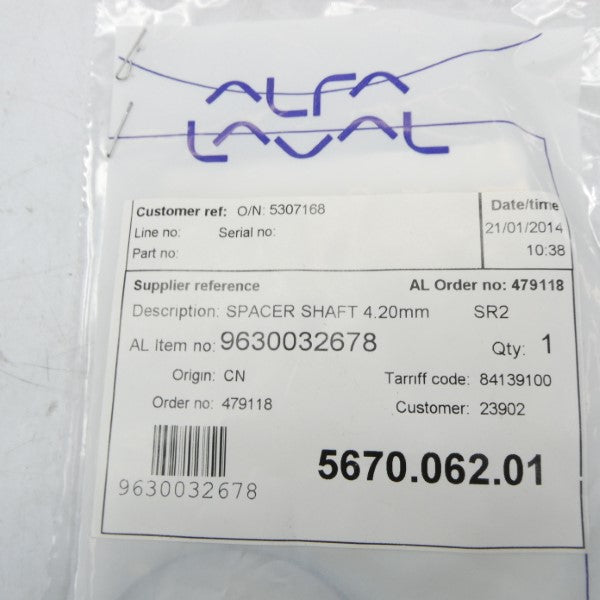 ALFA
LAVAL
Customer ref: O/N: 5307168
Date/time
Line no: Serial no:
21/01/2014
Part no:
10:38
Supplier reference AL Order no: 479118
Description: SPACER SHAFT 4.20mm SR2
AL Item no: 9630032678 Qty: 1
Origin: CN Tarriff code: 84139100
Order no: 479118 Customer: 23902
5670.062.01
9630032678